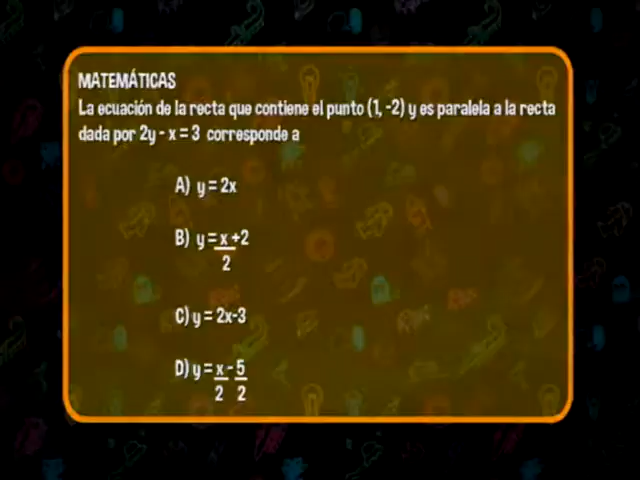 MATEMÁTICAS
La ecuación de la recta que contiene el punto (1, -2) y es paralela a la recta
dada por 2y - x = 3 corresponde a
A) y = 2x
B) y = x +2
2
C) y = 2x-3
D) y = x - 5
2 2